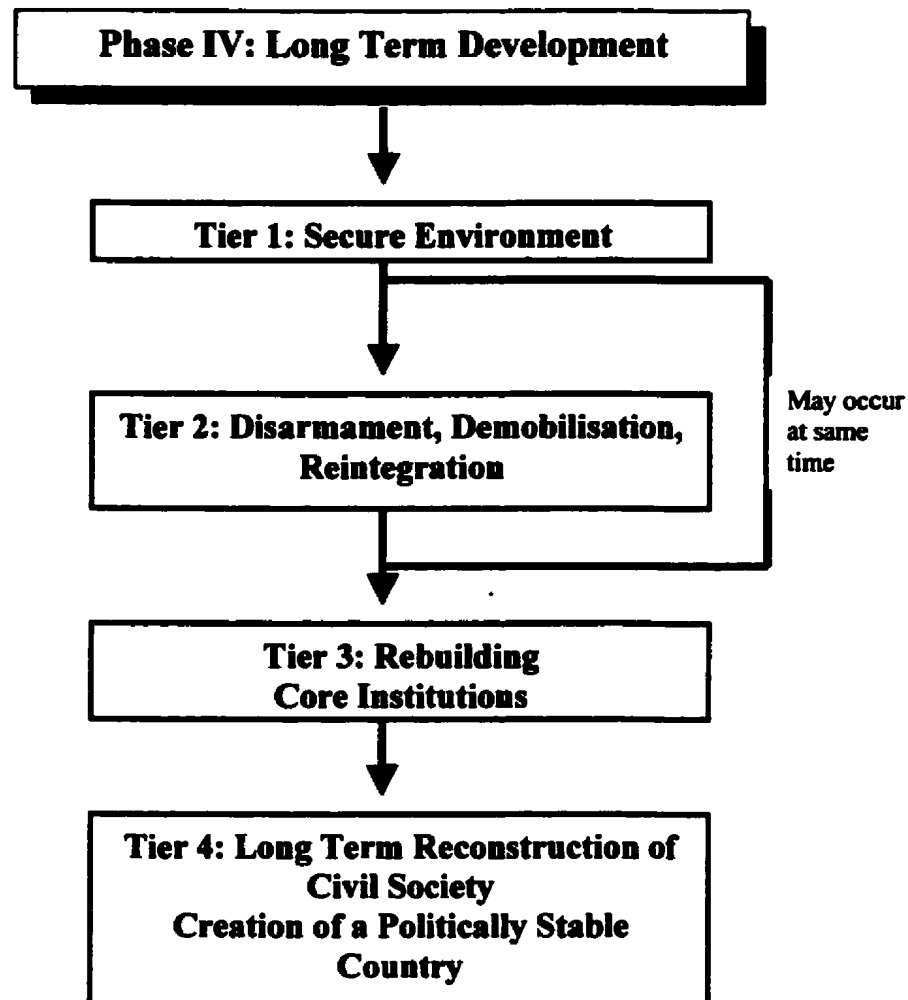 Phase IV: Long Term Development
Tier 1: Secure Environment
Tier 2: Disarmament, Demobilisation,
Reintegration
May occur
at same
time
Tier 3: Rebuilding
Core Institutions
Tier 4: Long Term Reconstruction of
Civil Society
Creation of a Politically Stable
Country